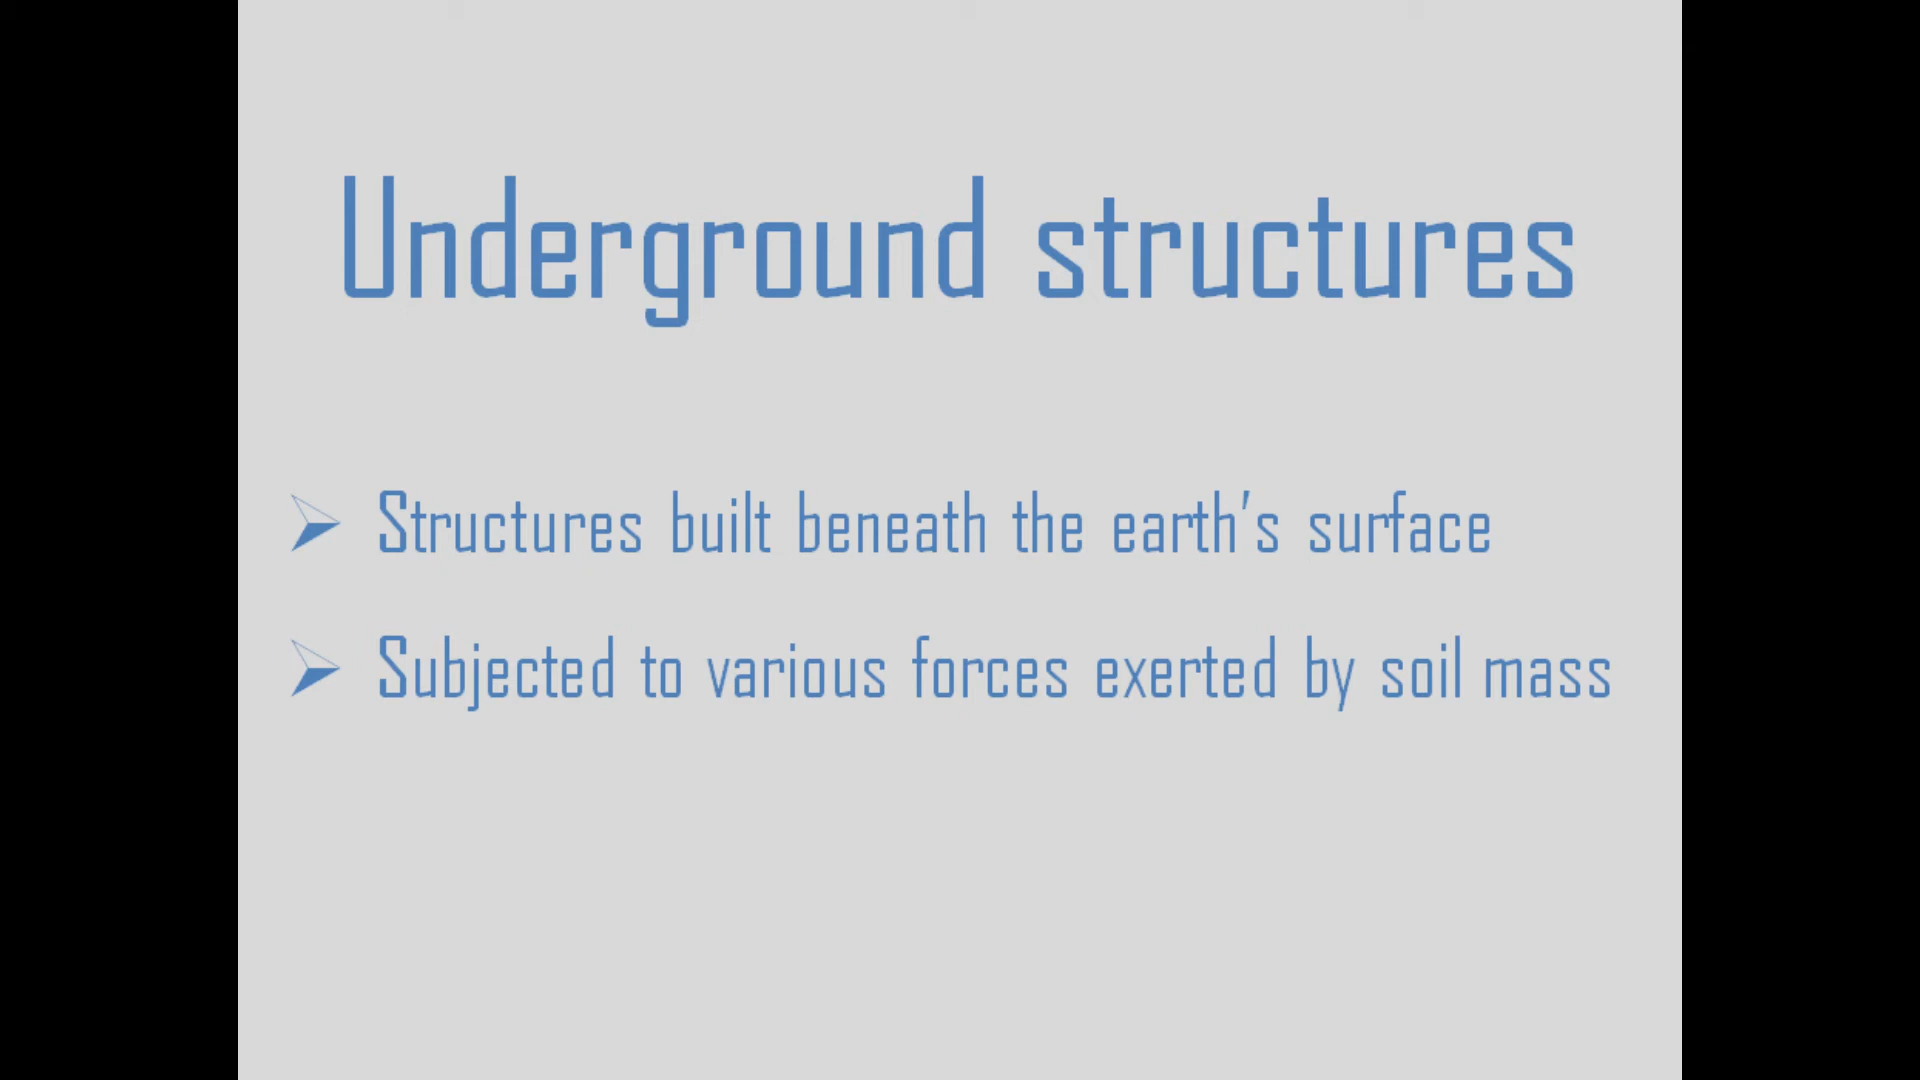 Underground structures
Structures built beneath the earth's surface
Subjected to various forces exerted by soil mass